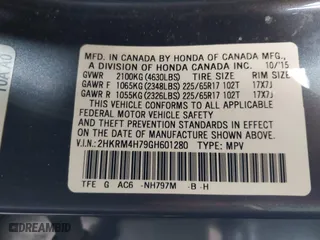 MFD. IN CANADA BY HONDA OF CANADA MFG.,
A DIVISION OF HONDA CANADA INC. 10/15
GVWR 2100KG(4630LBS) TIRE SIZE RIM SIZE
GAWR F 1065KG(2348LBS) 225/65R17 102T 17X7J
GAWR R 1055KG(2326LBS) 225/65R17 102T 17X7J
THIS VEHICLE CONFORMS TO ALL APPLICABLE
FEDERAL MOTOR VEHICLE SAFETY AND
THEFT PREVENTION STANDARDS IN EFFECT ON
THE DATE OF MANUFACTURE SHOWN ABOVE.
V.I.N.:2HKRM4H79GH601280 TYPE: MPV
TFE G AC6 -NH797M -B -H